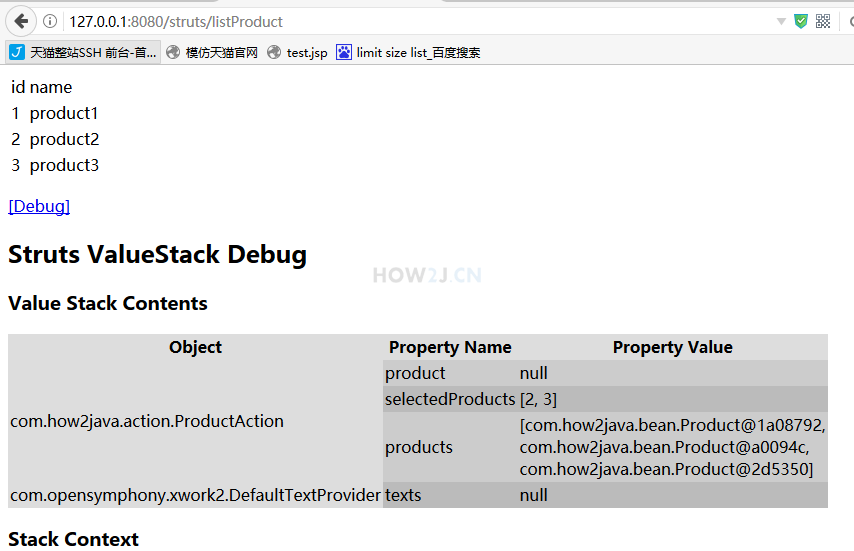 127.0.0.1:8080/struts/listProduct
天猫整站SSH 前台-首... 模仿天猫官网 test.jsp limit size list_百度搜索
id name
1 product1
2 product2
3 product3
[Debug]
Struts ValueStack Debug
HOW2J.CN
Value Stack Contents
Object Property Name Property Value
com.how2java.action.ProductAction
product null
selectedProducts [2, 3]
products [com.how2java.bean.Product@1a08792,
com.how2java.bean.Product@a0094c,
com.how2java.bean.Product@2d5350]
com.opensymphony.xwork2.DefaultTextProvider texts null
Stack Context